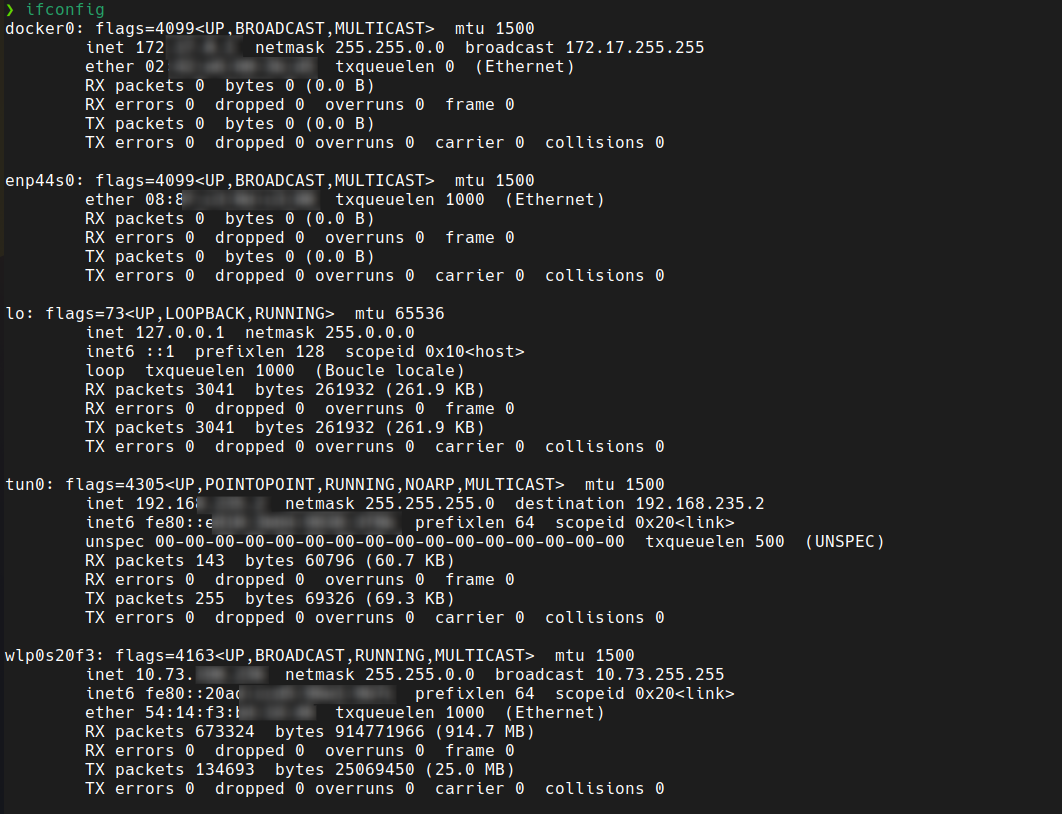 ❯ ifconfig
docker0: flags=4099<UP,BROADCAST,MULTICAST>  mtu 1500
        inet 172  netmask 255.255.0.0  broadcast 172.17.255.255
        ether 02:  txqueuelen 0  (Ethernet)
        RX packets 0  bytes 0 (0.0 B)
        RX errors 0  dropped 0  overruns 0  frame 0
        TX packets 0  bytes 0 (0.0 B)
        TX errors 0  dropped 0 overruns 0  carrier 0  collisions 0

enp44s0: flags=4099<UP,BROADCAST,MULTICAST>  mtu 1500
        ether 08:8  txqueuelen 1000  (Ethernet)
        RX packets 0  bytes 0 (0.0 B)
        RX errors 0  dropped 0  overruns 0  frame 0
        TX packets 0  bytes 0 (0.0 B)
        TX errors 0  dropped 0 overruns 0  carrier 0  collisions 0

lo: flags=73<UP,LOOPBACK,RUNNING>  mtu 65536
        inet 127.0.0.1  netmask 255.0.0.0
        inet6 ::1  prefixlen 128  scopeid 0x10<host>
        loop  txqueuelen 1000  (Boucle locale)
        RX packets 3041  bytes 261932 (261.9 KB)
        RX errors 0  dropped 0  overruns 0  frame 0
        TX packets 3041  bytes 261932 (261.9 KB)
        TX errors 0  dropped 0 overruns 0  carrier 0  collisions 0

tun0: flags=4305<UP,POINTOPOINT,RUNNING,NOARP,MULTICAST>  mtu 1500
        inet 192.16  netmask 255.255.255.0  destination 192.168.235.2
        inet6 fe80::e  prefixlen 64  scopeid 0x20<link>
        unspec 00-00-00-00-00-00-00-00-00-00-00-00-00-00-00-00  txqueuelen 500  (UNSPEC)
        RX packets 143  bytes 60796 (60.7 KB)
        RX errors 0  dropped 0  overruns 0  frame 0
        TX packets 255  bytes 69326 (69.3 KB)
        TX errors 0  dropped 0 overruns 0  carrier 0  collisions 0

wlp0s20f3: flags=4163<UP,BROADCAST,RUNNING,MULTICAST>  mtu 1500
        inet 10.73.  netmask 255.255.0.0  broadcast 10.73.255.255
        inet6 fe80::20a  prefixlen 64  scopeid 0x20<link>
        ether 54:14:f3:  txqueuelen 1000  (Ethernet)
        RX packets 673324  bytes 914771966 (914.7 MB)
        RX errors 0  dropped 0  overruns 0  frame 0
        TX packets 134693  bytes 25069450 (25.0 MB)
        TX errors 0  dropped 0 overruns 0  carrier 0  collisions 0